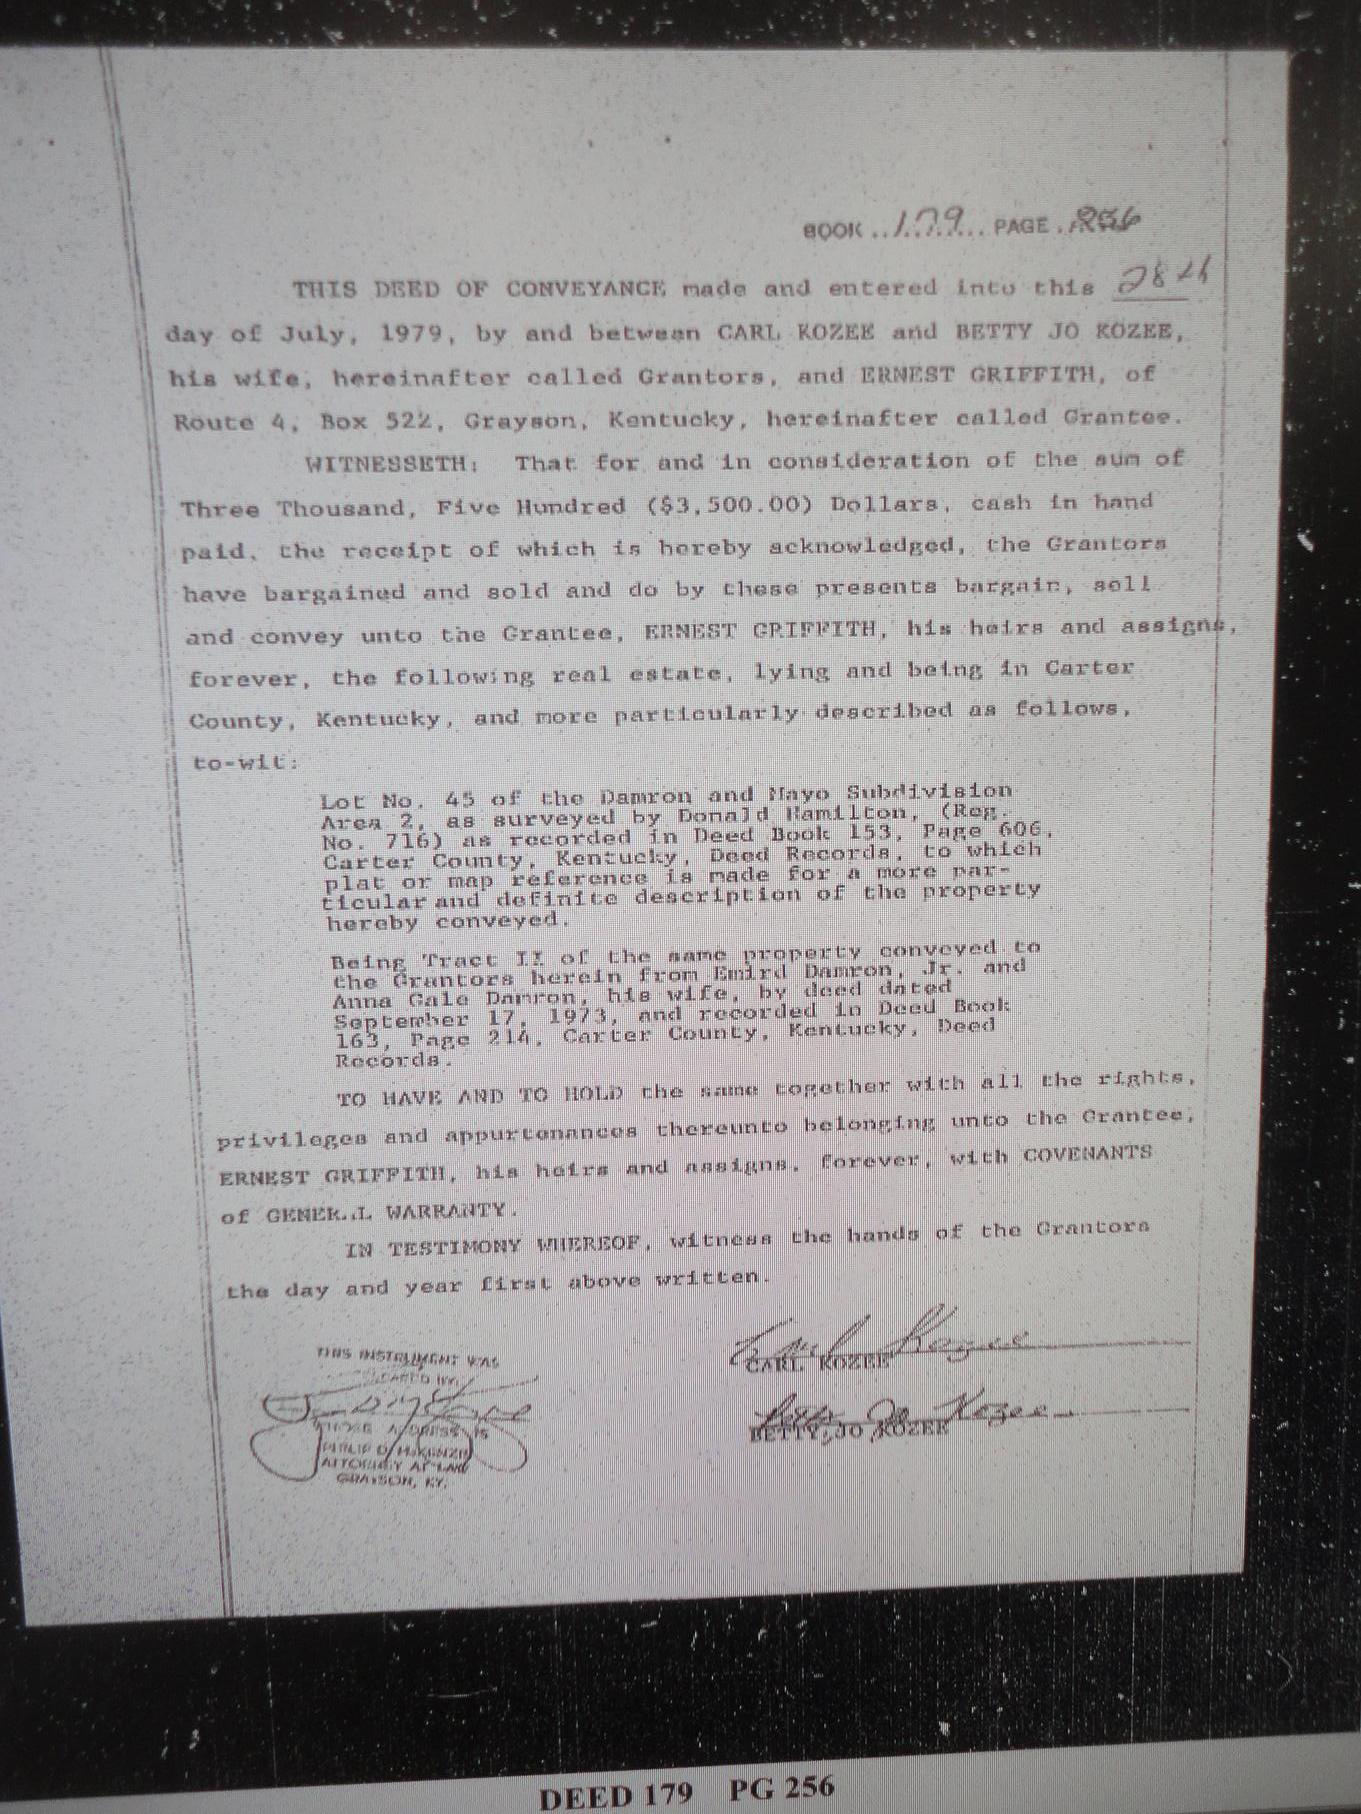 BOOK ..179... PAGE .256
THIS DEED OF CONVEYANCE made and entered into this 28th
day of July, 1979, by and between CARL KOZEE and BETTY JO KOZEE,
his wife, hereinafter called Grantors, and ERNEST GRIFFITH, of
Route 4, Box 522, Grayson, Kentucky, hereinafter called Grantee.
WITNESSETH: That for and in consideration of the sum of
Three Thousand, Five Hundred ($3,500.00) Dollars, cash in hand
paid, the receipt of which is hereby acknowledged, the Grantors
have bargained and sold and do by these presents bargain, sell
and convey unto the Grantee, ERNEST GRIFFITH, his heirs and assigns,
forever, the following real estate, lying and being in Carter
County, Kentucky, and more particularly described as follows,
to-wit:
Lot No. 45 of the Damron and Mayo Subdivision
Area 2, as surveyed by Donald Hamilton, (Reg.
No. 716) as recorded in Deed Book 153, Page 606,
Carter County, Kentucky, Deed Records, to which
plat or map reference is made for a more par-
ticular and definite description of the property
hereby conveyed.
Being Tract II of the same property conveyed to
the Grantors herein from Emird Damron, Jr. and
Anna Gale Damron, his wife, by deed dated
September 17, 1973, and recorded in Deed Book
163, Page 214, Carter County, Kentucky, Deed
Records.
TO HAVE AND TO HOLD the same together with all the rights,
privileges and appurtenances thereunto belonging unto the Grantee,
ERNEST GRIFFITH, his heirs and assigns, forever, with COVENANTS
of GENER..L WARRANTY.
IN TESTIMONY WHEREOF, witness the hands of the Grantors
the day and year first above written.
Carl Kozee
CARL KOZEE
Betty Jo Kozee
BETTY JO KOZEE
THIS INSTRUMENT WAS
BY:
ADDRESS IS
PHILIP D. McKENZIE
ATTORNEY AT LAW
GRAYSON, KY.
DEED 179 PG 256